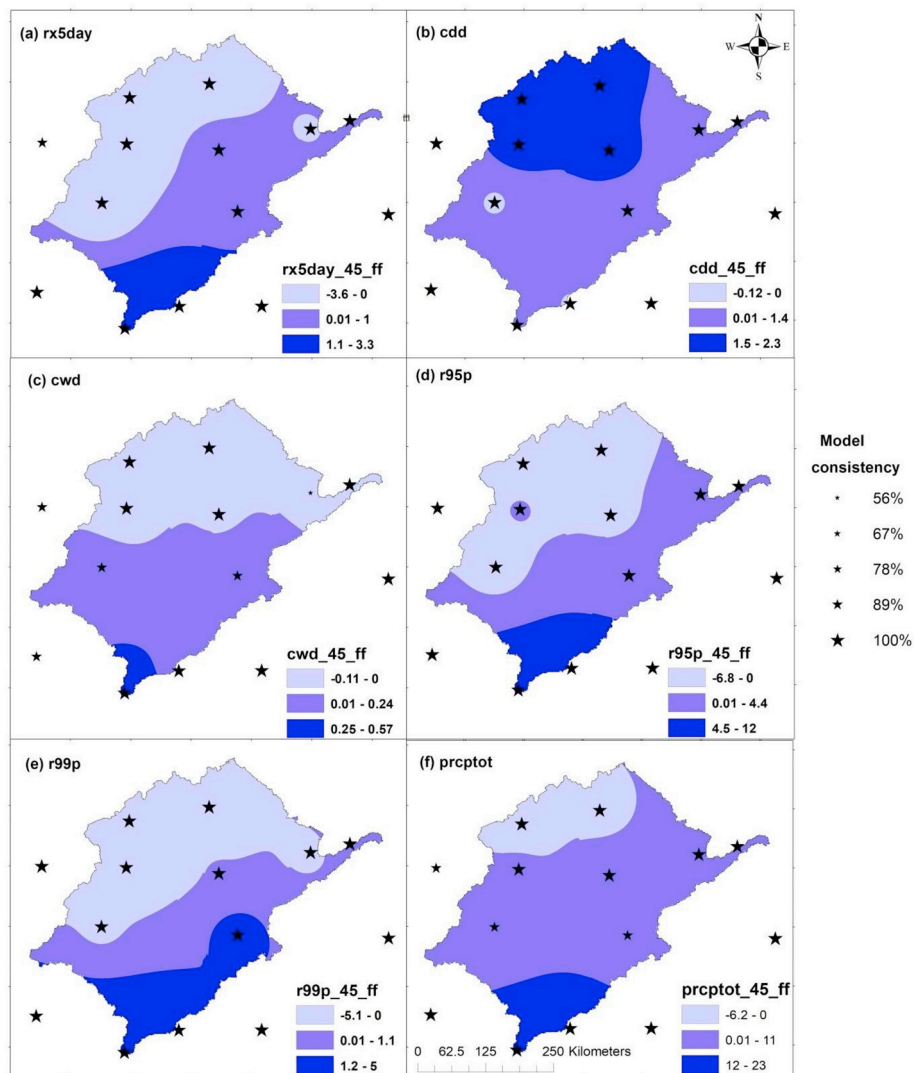 (a) rx5day
rx5day_45_ff
-3.6 - 0
0.01 - 1
1.1 - 3.3
(b) cdd
N
W E
S
cdd_45_ff
-0.12 - 0
0.01 - 1.4
1.5 - 2.3
(c) cwd
cwd_45_ff
-0.11 - 0
0.01 - 0.24
0.25 - 0.57
(d) r95p
r95p_45_ff
-6.8 - 0
0.01 - 4.4
4.5 - 12
Model
consistency
56%
67%
78%
89%
100%
(e) r99p
r99p_45_ff
-5.1 - 0
0.01 - 1.1
1.2 - 5
(f) prcptot
prcptot_45_ff
-6.2 - 0
0.01 - 11
12 - 23
0 62.5 135 250 Kilometers